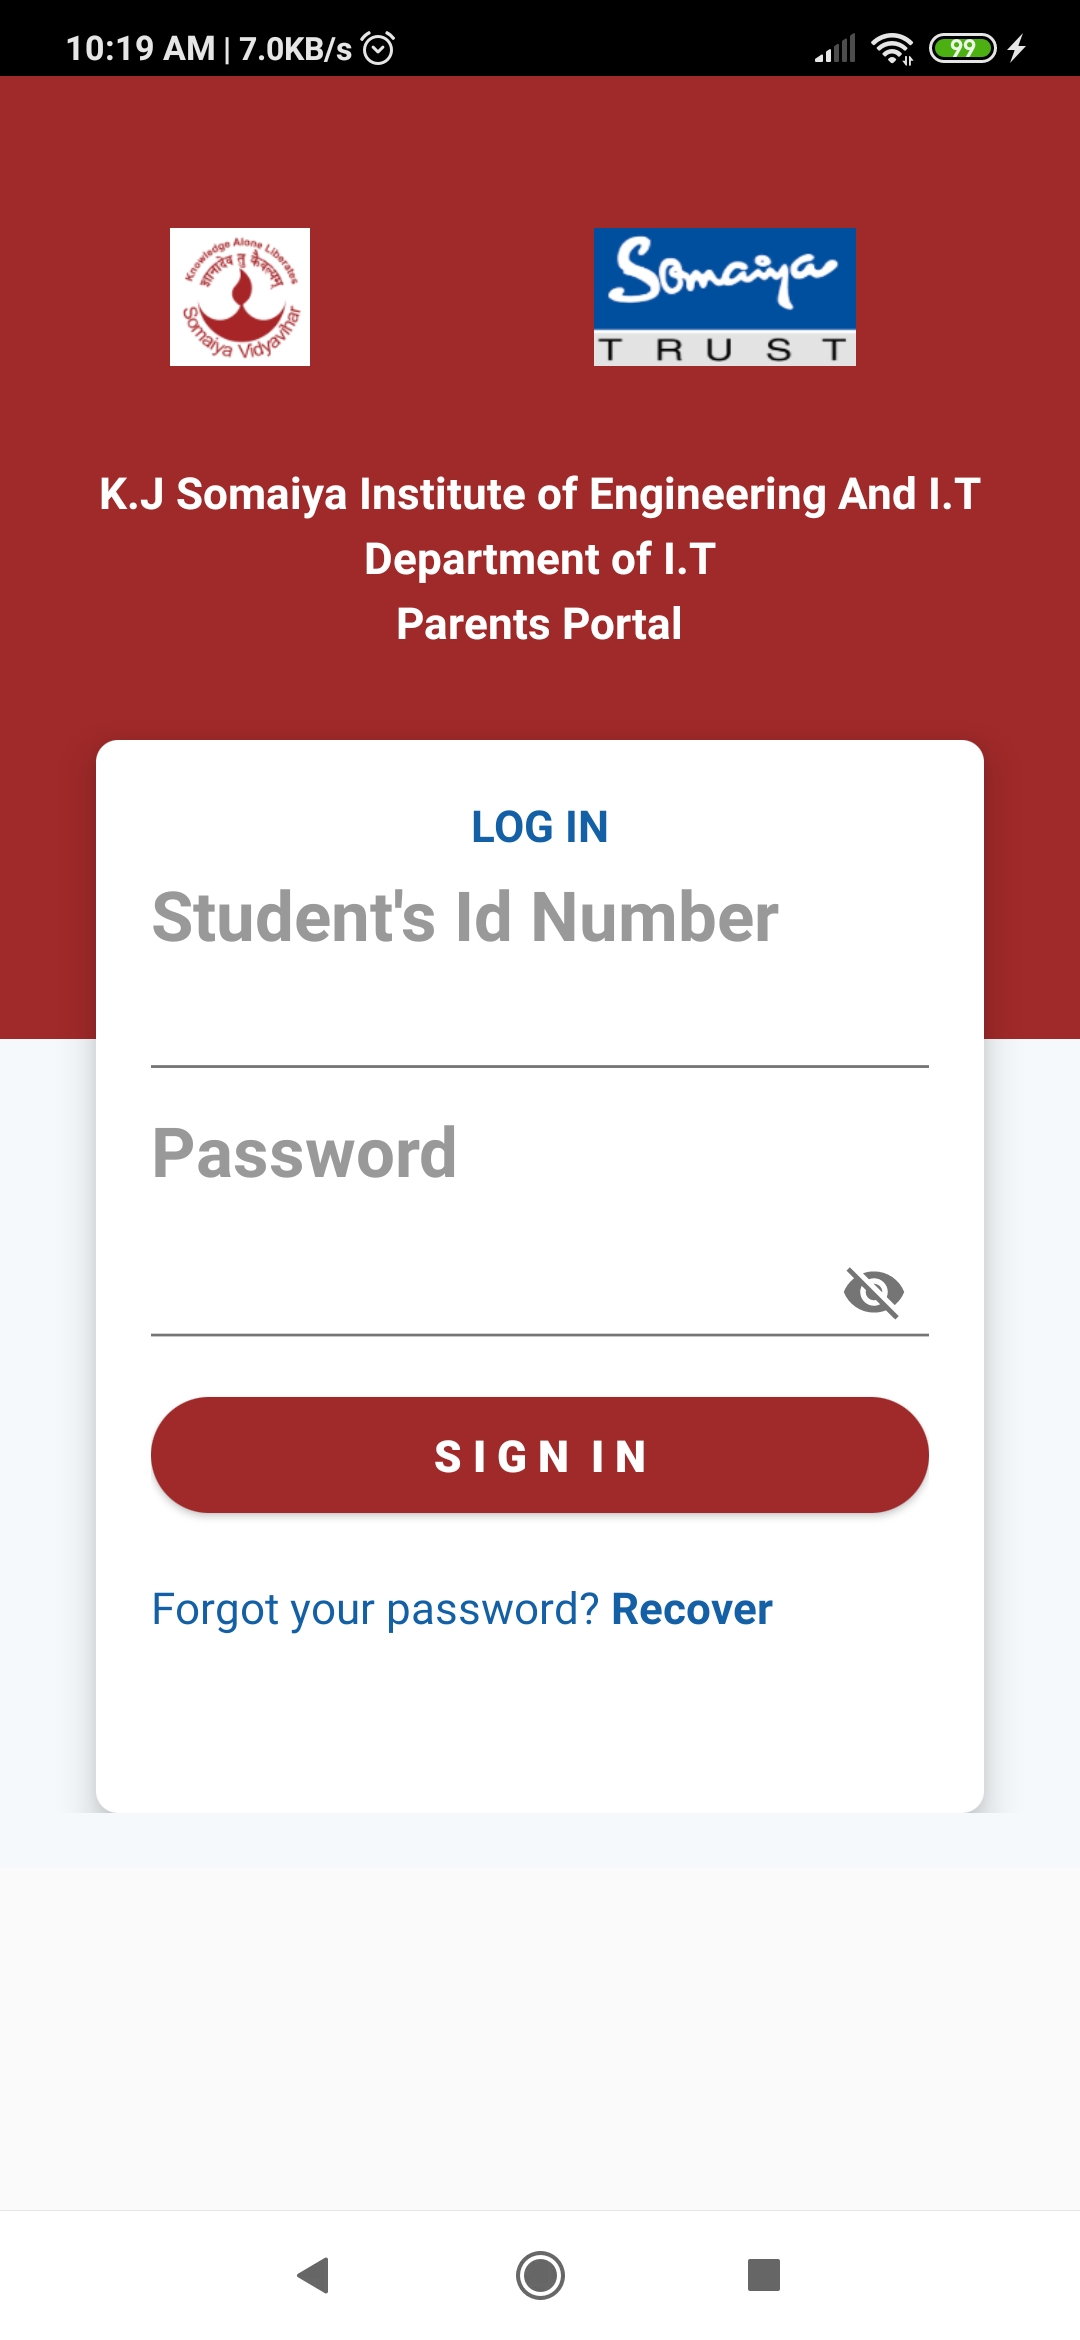 10:19 AM | 7.0KB/s
99
Knowledge Alone Liberates
ज्ञानादेव तु कैवल्यम्
Somaiya Vidyavihar
Somaiya
TRUST
K.J Somaiya Institute of Engineering And I.T
Department of I.T
Parents Portal
LOG IN
Student's Id Number
Password
SIGN IN
Forgot your password? Recover